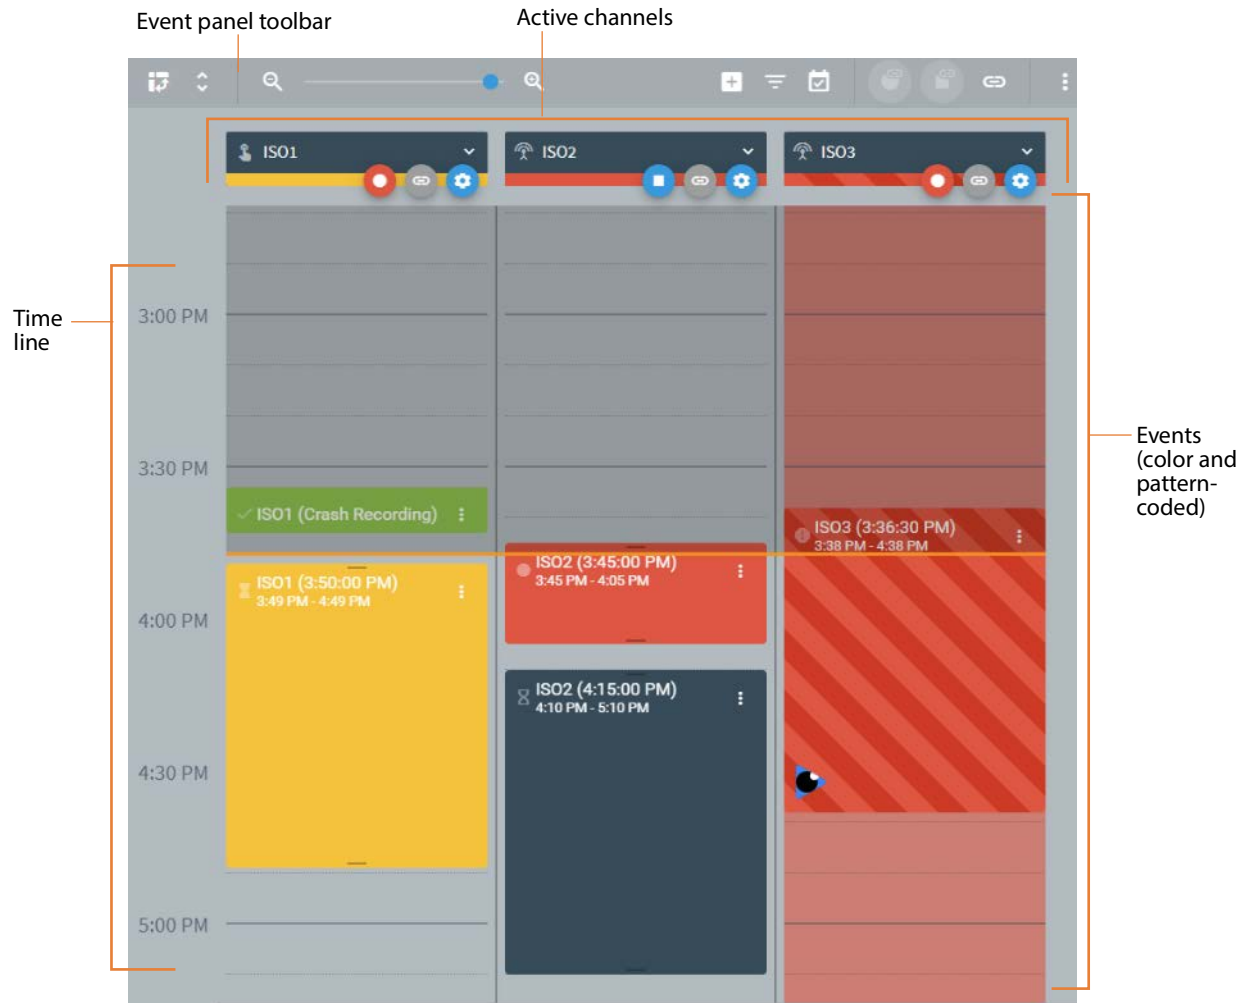 Event panel toolbar
Active channels
ISO1
ISO2
ISO3
Time
line
3:00 PM
3:30 PM
4:00 PM
4:30 PM
5:00 PM
ISO1 (Crash Recording)
ISO1 (3:50:00 PM)
3:49 PM - 4:49 PM
ISO2 (3:45:00 PM)
3:45 PM - 4:05 PM
ISO2 (4:15:00 PM)
4:10 PM - 5:10 PM
ISO3 (3:36:30 PM)
3:38 PM - 4:38 PM
Events
(color and
pattern-
coded)